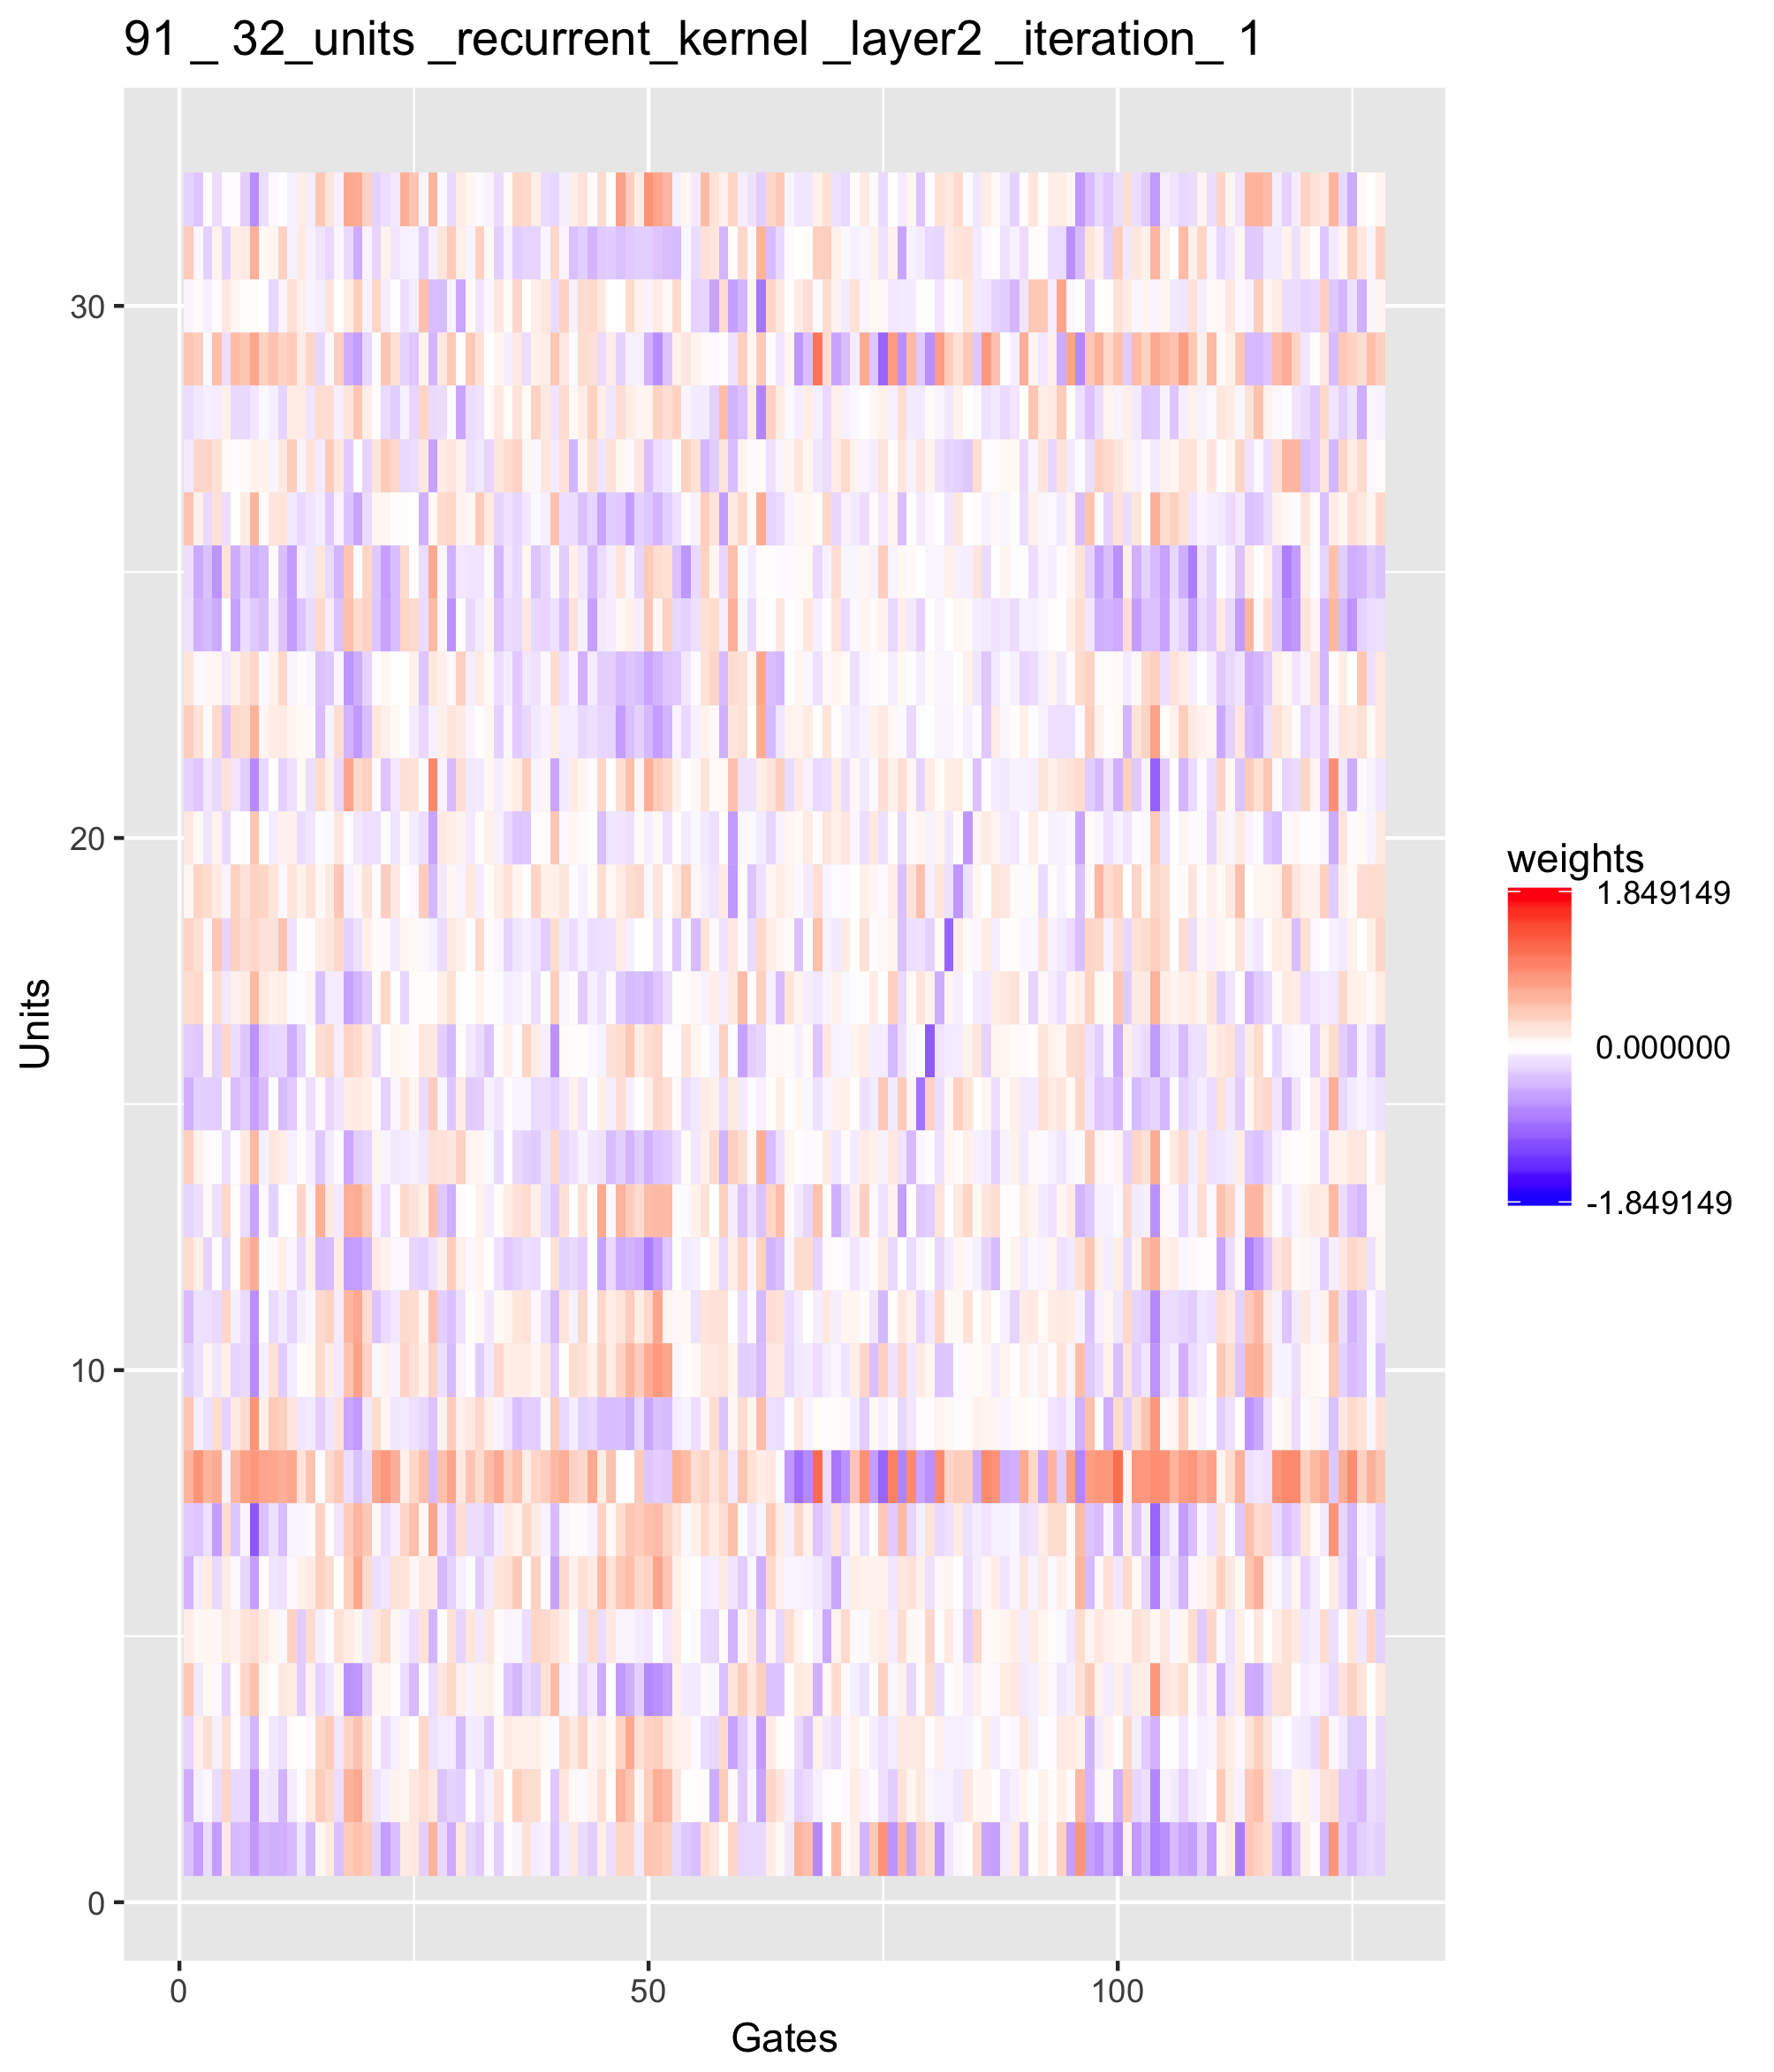 91 _ 32_units _recurrent_kernel _layer2 _iteration_ 1
30
20
10
0
Units
0
50
100
Gates
weights
1.849149
0.000000
-1.849149